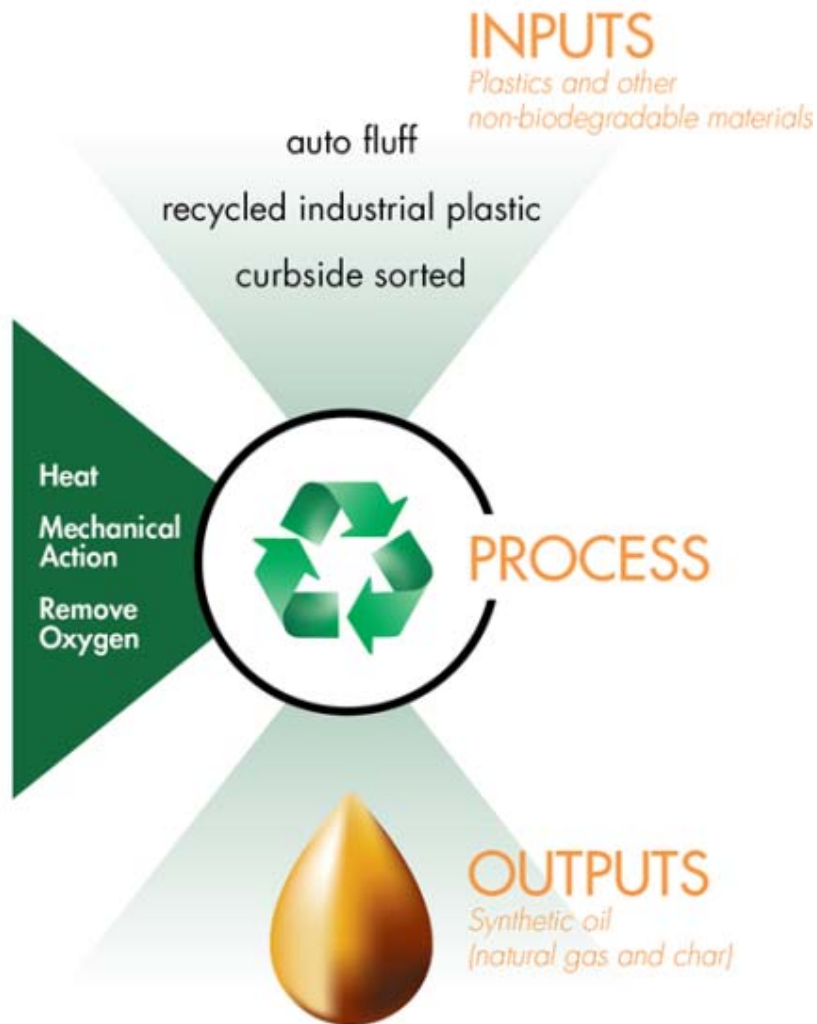 INPUTS
Plastics and other
non-biodegradable materials
auto fluff
recycled industrial plastic
curbside sorted
Heat
Mechanical
Action
Remove
Oxygen
PROCESS
OUTPUTS
Synthetic oil
(natural gas and char)